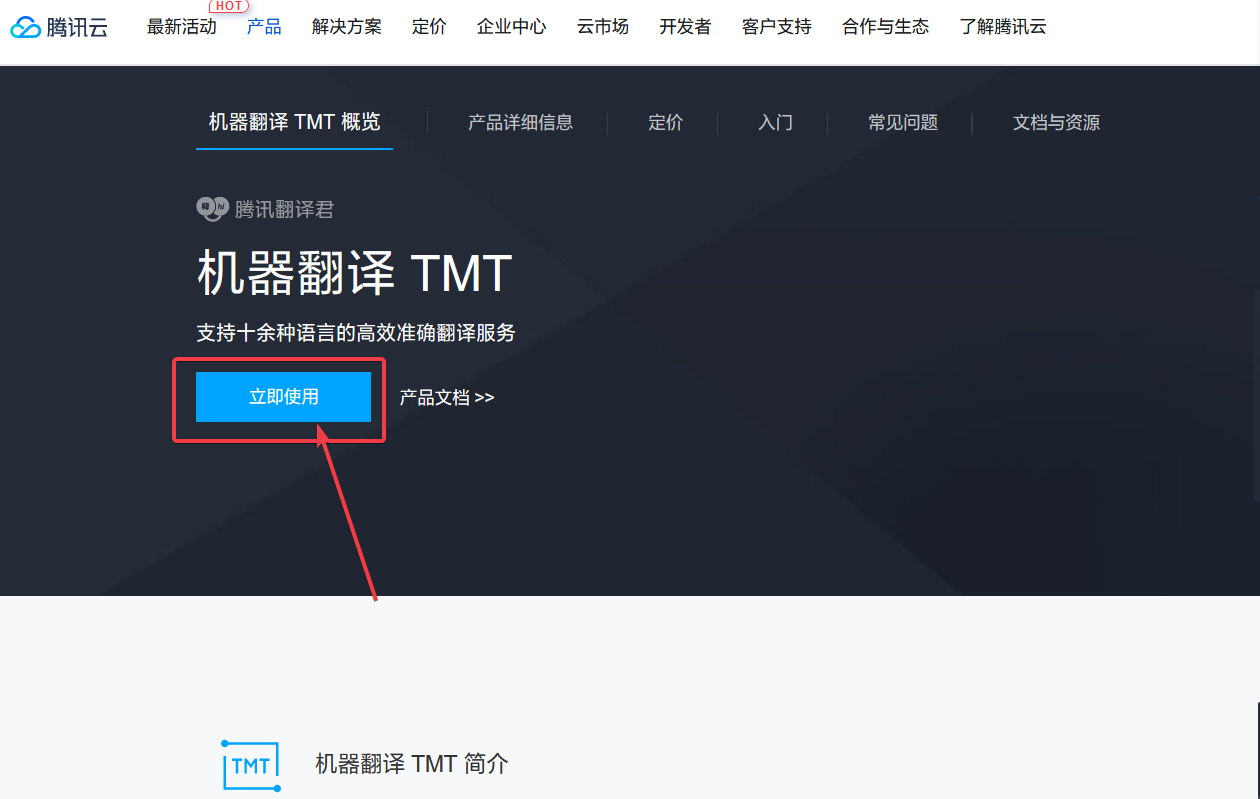 HOT
腾讯云 最新活动 产品 解决方案 定价 企业中心 云市场 开发者 客户支持 合作与生态 了解腾讯云
机器翻译 TMT 概览 产品详细信息 定价 入门 常见问题 文档与资源
嗨 hi 腾讯翻译君
机器翻译 TMT
支持十余种语言的高效准确翻译服务
立即使用 产品文档 >>
TMT 机器翻译 TMT 简介